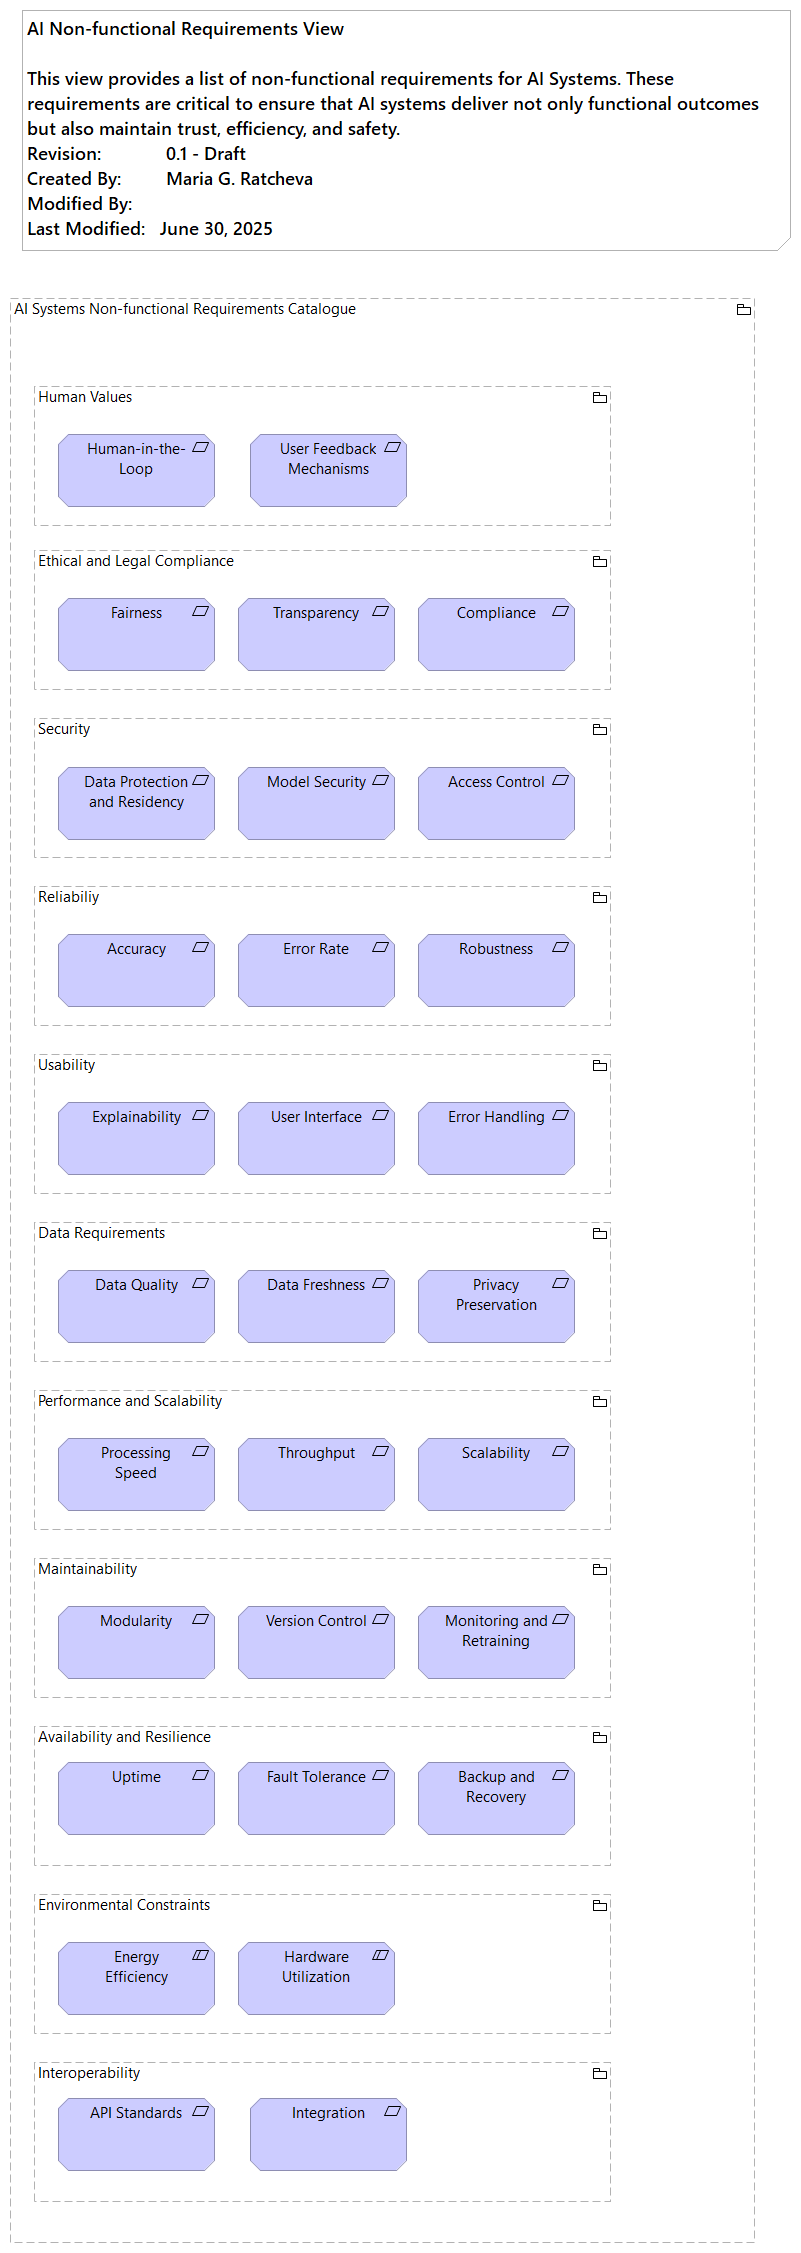 AI Non-functional Requirements View
This view provides a list of non-functional requirements for AI Systems. These
requirements are critical to ensure that AI systems deliver not only functional outcomes
but also maintain trust, efficiency, and safety.
Revision: 0.1 - Draft
Created By: Maria G. Ratcheva
Modified By:
Last Modified: June 30, 2025
AI Systems Non-functional Requirements Catalogue
Human Values
Human-in-the-
Loop
User Feedback
Mechanisms
Ethical and Legal Compliance
Fairness
Transparency
Compliance
Security
Data Protection
and Residency
Model Security
Access Control
Reliabiliy
Accuracy
Error Rate
Robustness
Usability
Explainability
User Interface
Error Handling
Data Requirements
Data Quality
Data Freshness
Privacy
Preservation
Performance and Scalability
Processing
Speed
Throughput
Scalability
Maintainability
Modularity
Version Control
Monitoring and
Retraining
Availability and Resilience
Uptime
Fault Tolerance
Backup and
Recovery
Environmental Constraints
Energy
Efficiency
Hardware
Utilization
Interoperability
API Standards
Integration